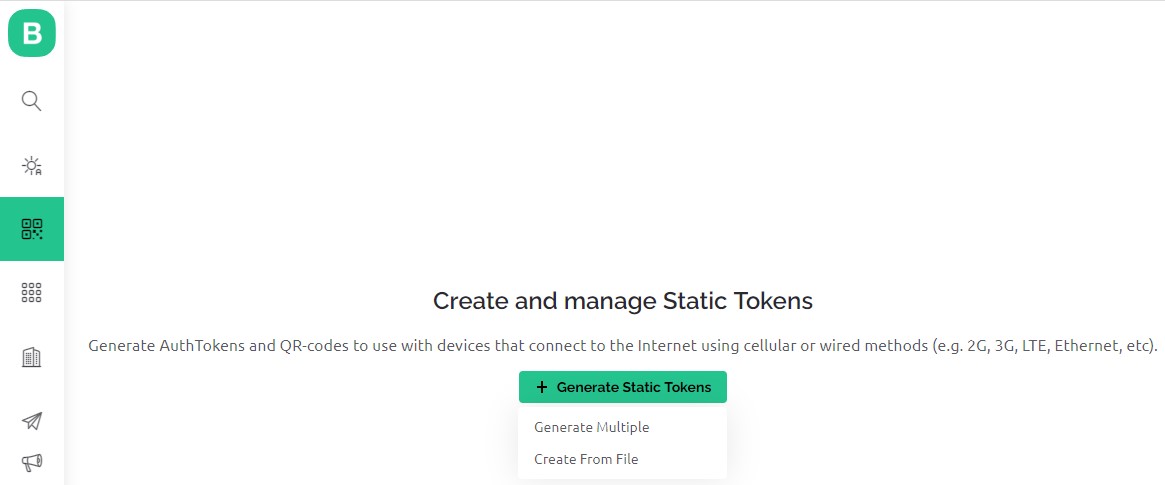 B
Create and manage Static Tokens
Generate AuthTokens and QR-codes to use with devices that connect to the Internet using cellular or wired methods (e.g. 2G, 3G, LTE, Ethernet, etc).
+ Generate Static Tokens
Generate Multiple
Create From File